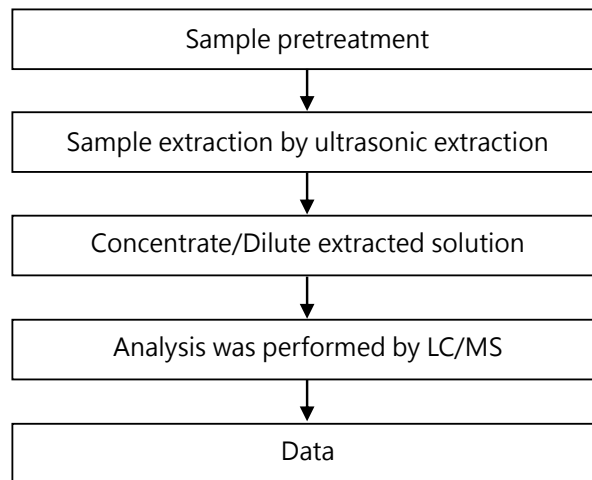 Sample pretreatment
Sample extraction by ultrasonic extraction
Concentrate/Dilute extracted solution
Analysis was performed by LC/MS
Data